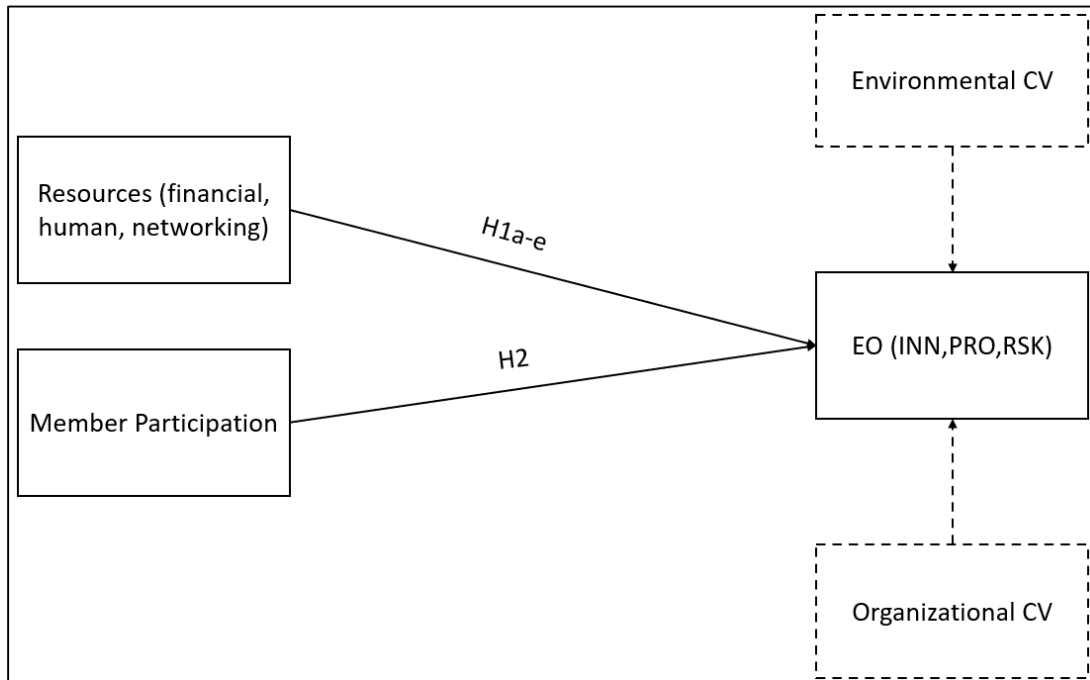 Environmental CV
Resources (financial,
human, networking)
H1a-e
EO (INN,PRO,RSK)
H2
Member Participation
Organizational CV